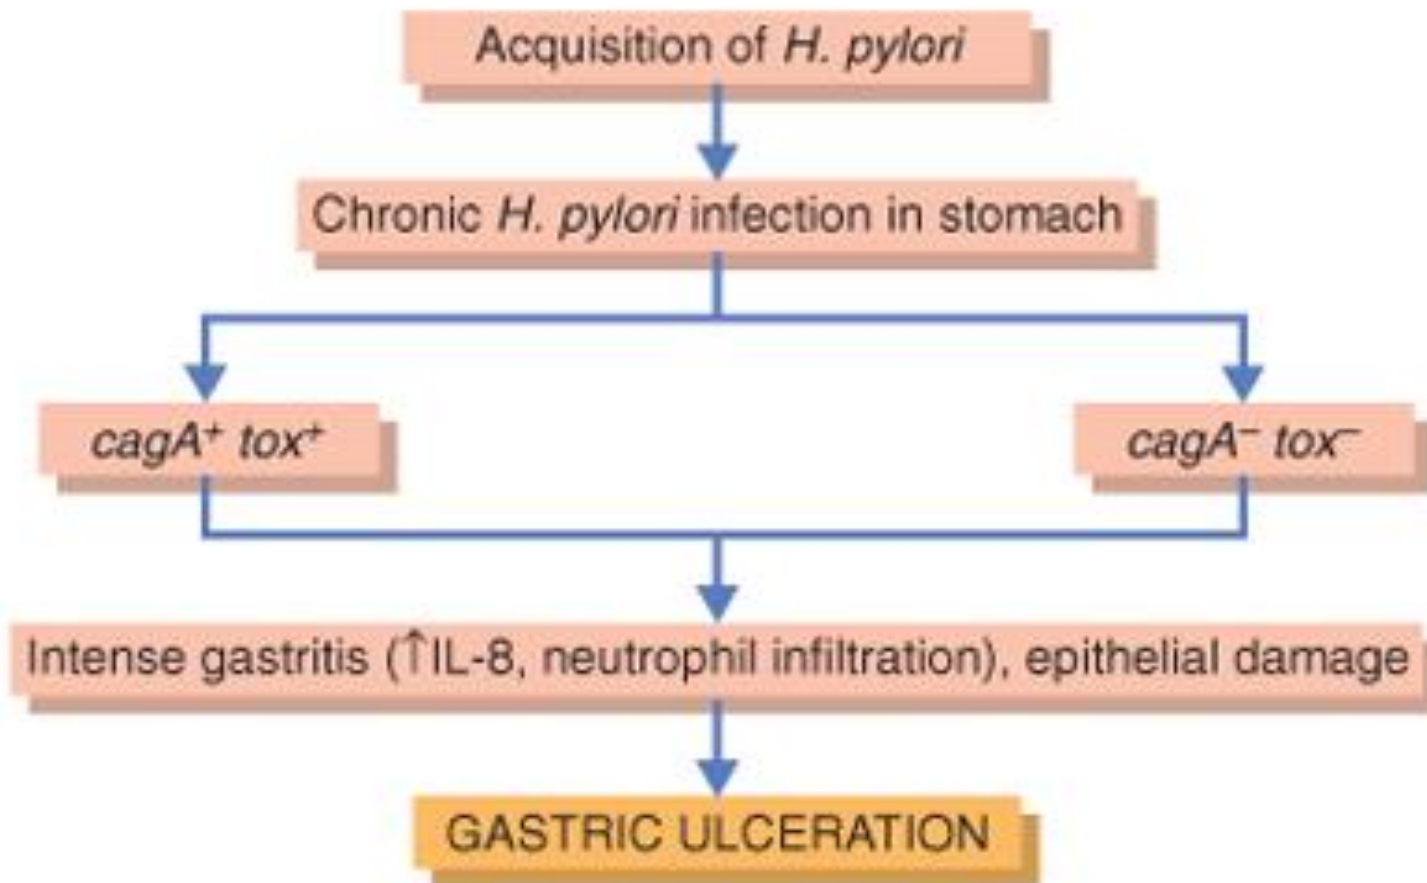 Acquisition of H. pylori
Chronic H. pylori infection in stomach
cagA⁺ tox⁺
cagA⁻ tox⁻
Intense gastritis (↑IL-8, neutrophil infiltration), epithelial damage
GASTRIC ULCERATION